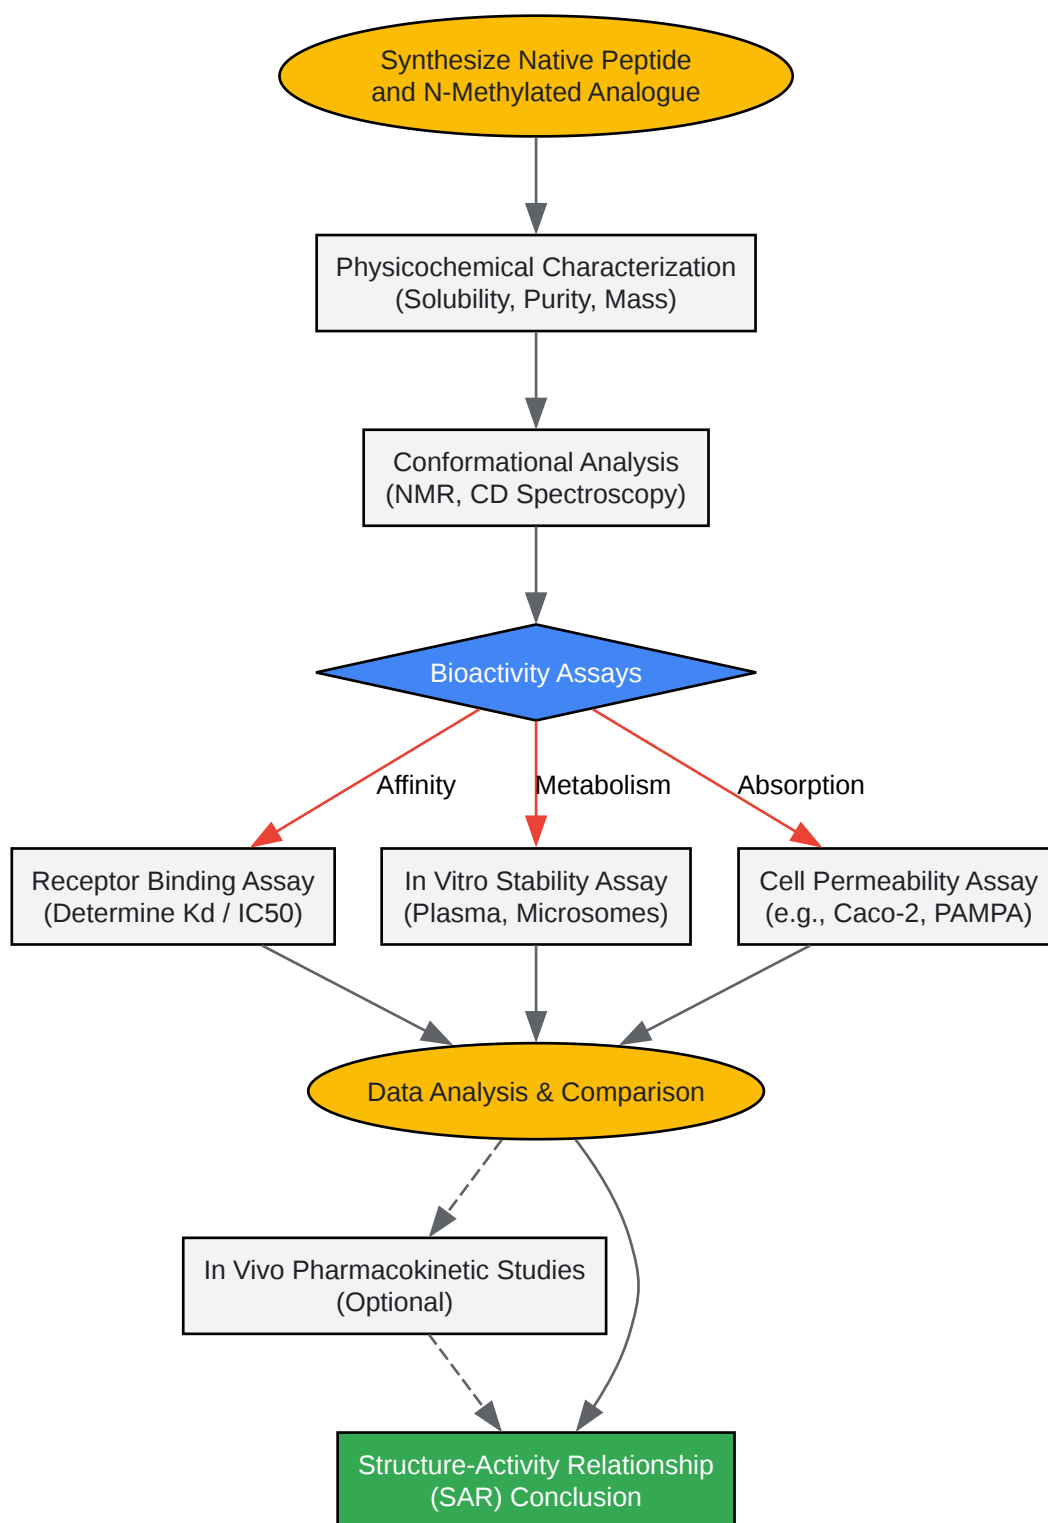 Synthesize Native Peptide
and N-Methylated Analogue
Physicochemical Characterization
(Solubility, Purity, Mass)
Conformational Analysis
(NMR, CD Spectroscopy)
Bioactivity Assays
Affinity
Metabolism
Absorption
Receptor Binding Assay
(Determine Kd / IC50)
In Vitro Stability Assay
(Plasma, Microsomes)
Cell Permeability Assay
(e.g., Caco-2, PAMPA)
Data Analysis & Comparison
In Vivo Pharmacokinetic Studies
(Optional)
Structure-Activity Relationship
(SAR) Conclusion